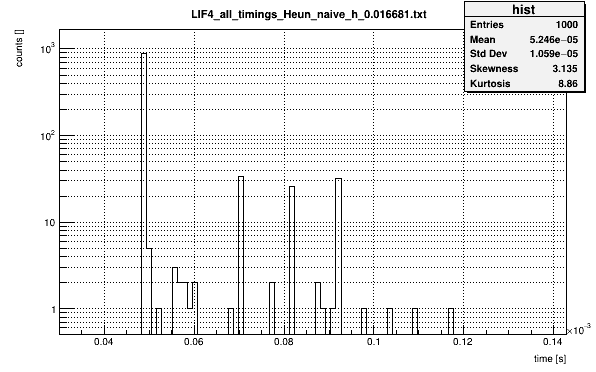 LIF4_all_timings_Heun_naive_h_0.016681.txt
hist
Entries 1000
Mean 5.246e−05
Std Dev 1.059e−05
Skewness 3.135
Kurtosis 8.86
counts []
10³
10²
10
1
0.04 0.06 0.08 0.1 0.12 0.14
×10⁻³
time [s]